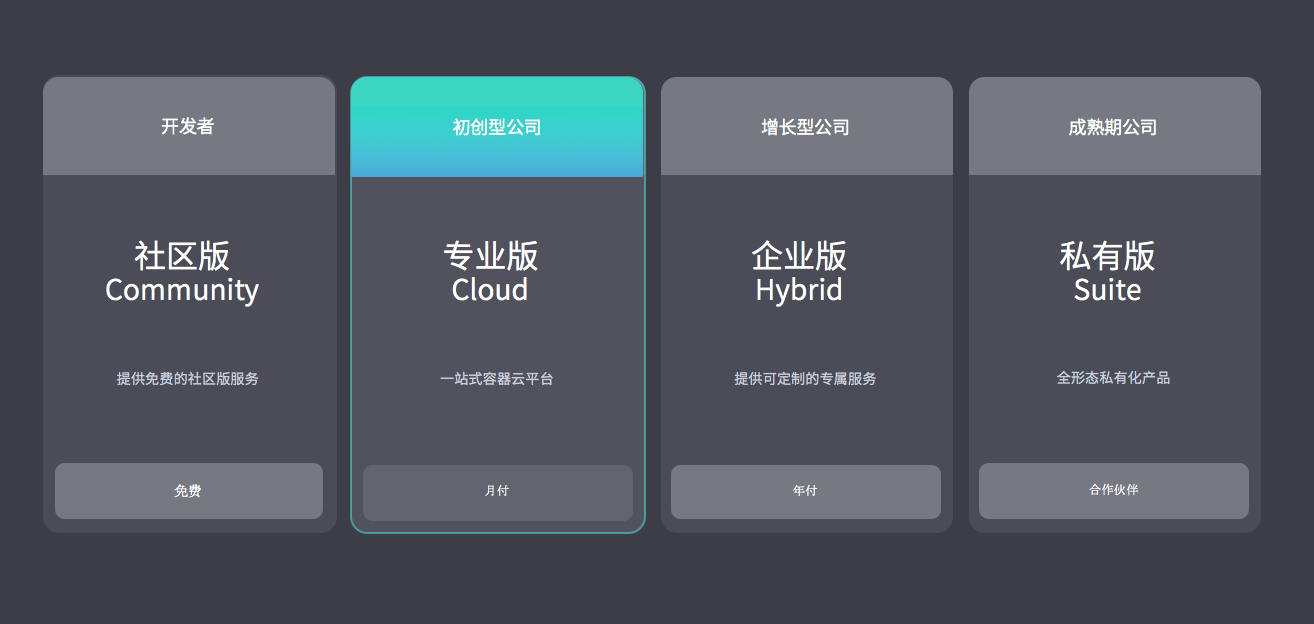 开发者
社区版
Community
提供免费的社区版服务
免费
初创型公司
专业版
Cloud
一站式容器云平台
月付
增长型公司
企业版
Hybrid
提供可定制的专属服务
年付
成熟期公司
私有版
Suite
全形态私有化产品
合作伙伴